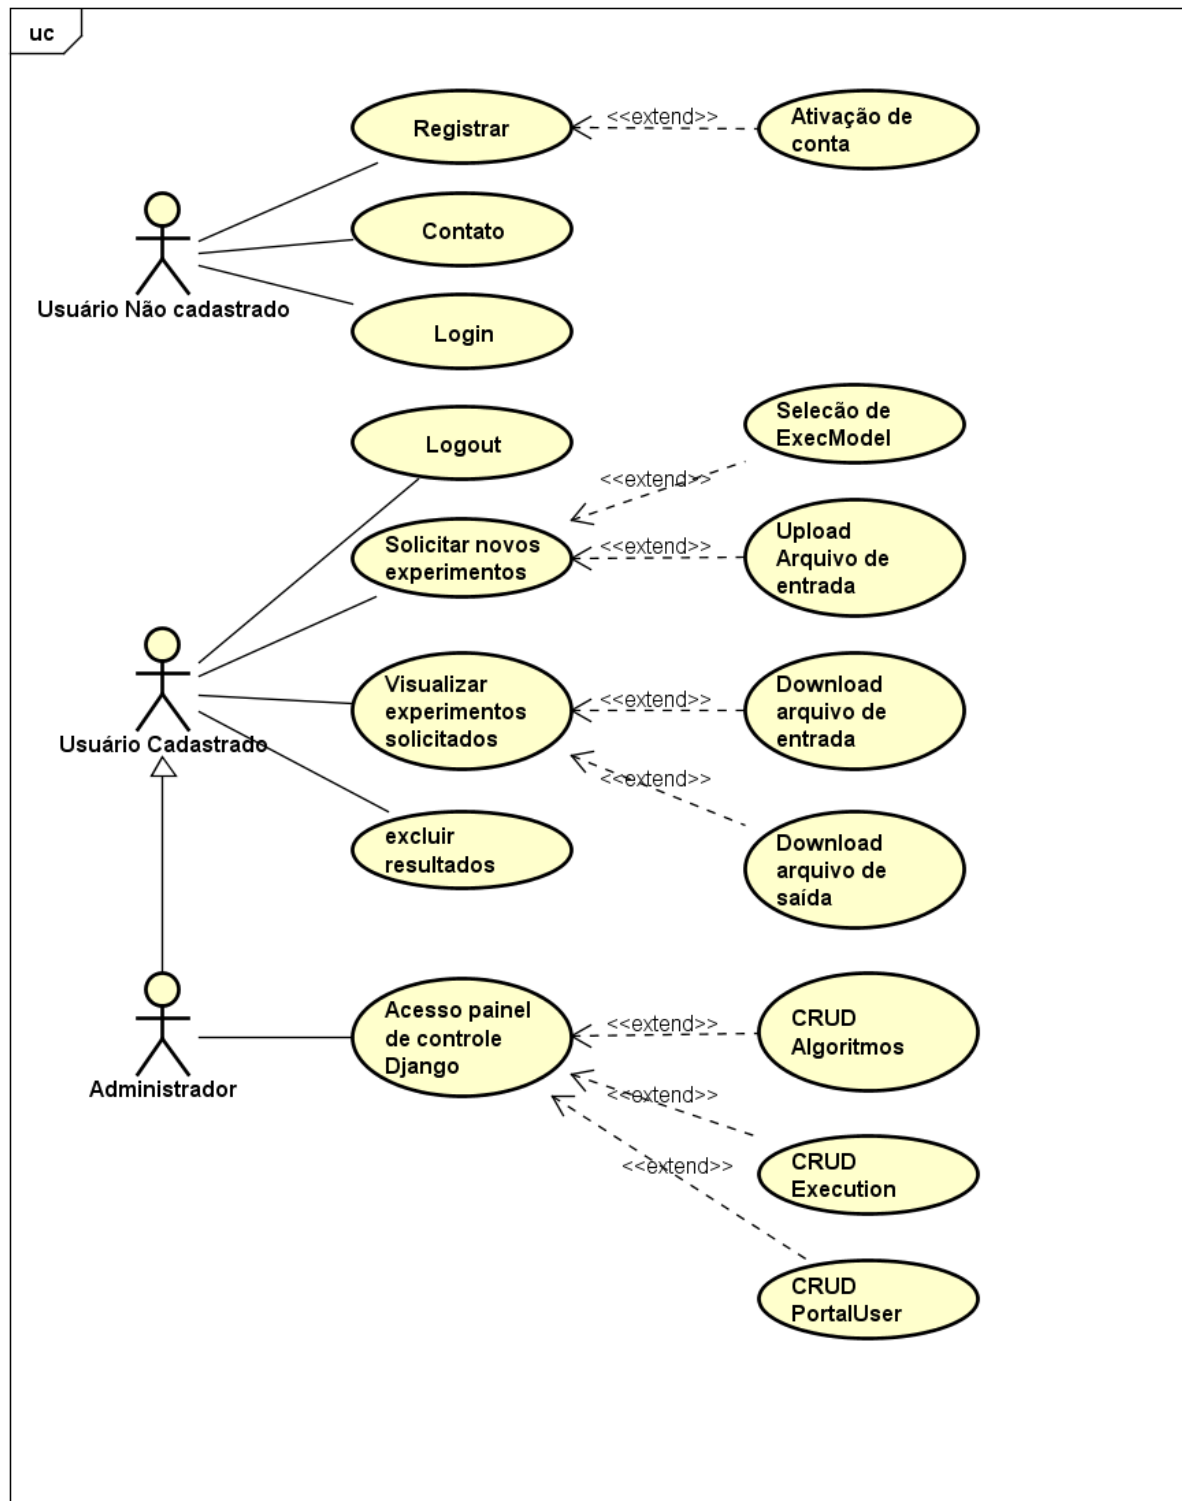 uc
Registrar
<<extend>>
Ativação de
conta
Contato
Usuário Não cadastrado
Login
Logout
Selecão de
ExecModel
<<extend>>
Solicitar novos
experimentos
<<extend>>
Upload
Arquivo de
entrada
Usuário Cadastrado
Visualizar
experimentos
solicitados
<<extend>>
Download
arquivo de
entrada
<<extend>>
excluir
resultados
Download
arquivo de
saída
Administrador
Acesso painel
de controle
Django
<<extend>>
CRUD
Algoritmos
<<extend>>
CRUD
Execution
<<extend>>
CRUD
PortalUser